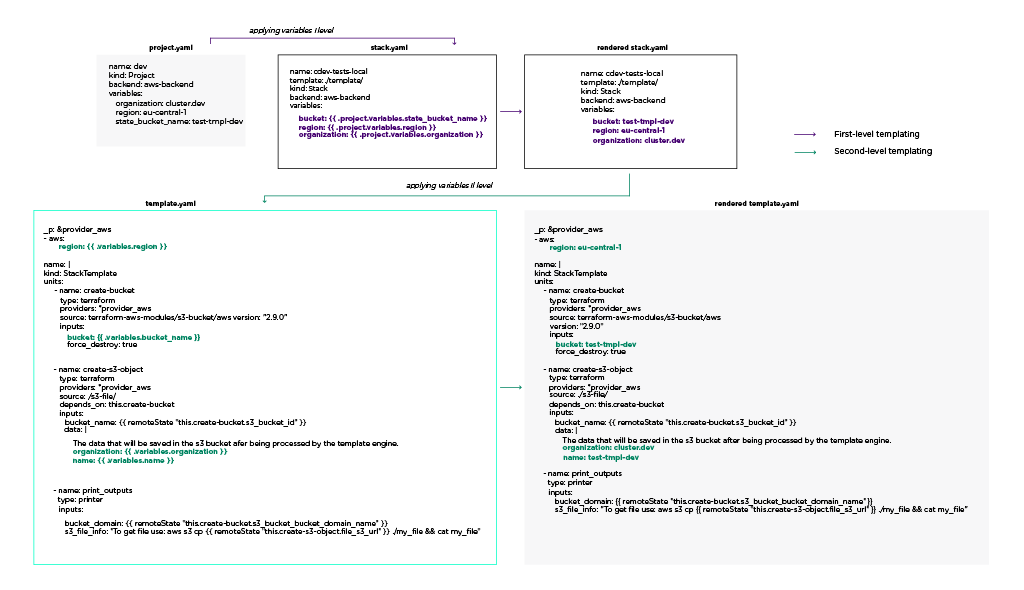 applying variables I level
project.yaml
name: dev
kind: Project
backend: aws-backend
variables:
organization: cluster.dev
region: eu-central-1
state_bucket_name: test-tmpl-dev
stack.yaml
name: cdev-tests-local
template: ./template/
kind: Stack
backend: aws-backend
variables:
bucket: {{ .project.variables.state_bucket_name }}
region: {{ .project.variables.region }}
organization: {{ .project.variables.organization }}
rendered stack.yaml
name: cdev-tests-local
template: ./template/
kind: Stack
backend: aws-backend
variables:
bucket: test-tmpl-dev
region: eu-central-1
organization: cluster.dev
First-level templating
Second-level templating
applying variables II level
template.yaml
_p: &provider_aws
- aws:
region: {{ .variables.region }}
name: |
kind: StackTemplate
units:
- name: create-bucket
type: terraform
providers: *provider_aws
source: terraform-aws-modules/s3-bucket/aws version: "2.9.0"
inputs:
bucket: {{ .variables.bucket_name }}
force_destroy: true
- name: create-s3-object
type: terraform
providers: *provider_aws
source: ./s3-file/
depends_on: this.create-bucket
inputs:
bucket_name: {{ remoteState "this.create-bucket.s3_bucket_id" }}
data: |
The data that will be saved in the s3 bucket afer being processed by the template engine.
organization: {{ .variables.organization }}
name: {{ .variables.name }}
- name: print_outputs
type: printer
inputs:
bucket_domain: {{ remoteState "this.create-bucket.s3_bucket_bucket_domain_name" }}
s3_file_info: "To get file use: aws s3 cp {{ remoteState "this.create-s3-object.file_s3_url" }} ./my_file && cat my_file"
rendered template.yaml
_p: &provider_aws
- aws:
region: eu-central-1
name: |
kind: StackTemplate
units:
- name: create-bucket
type: terraform
providers: *provider_aws
source: terraform-aws-modules/s3-bucket/aws
version: "2.9.0"
inputs:
bucket: test-tmpl-dev
force_destroy: true
- name: create-s3-object
type: terraform
providers: *provider_aws
source: ./s3-file/
depends_on: this.create-bucket
inputs:
bucket_name: {{ remoteState "this.create-bucket.s3_bucket_id" }}
data: |
The data that will be saved in the s3 bucket after being processed by the template engine.
organization: cluster.dev
name: test-tmpl-dev
- name: print_outputs
type: printer
inputs:
bucket_domain: {{ remoteState "this.create-bucket.s3_bucket_bucket_domain_name" }}
s3_file_info: "To get file use: aws s3 cp {{ remoteState "this.create-s3-object.file_s3_url" }} ./my_file && cat my_file"